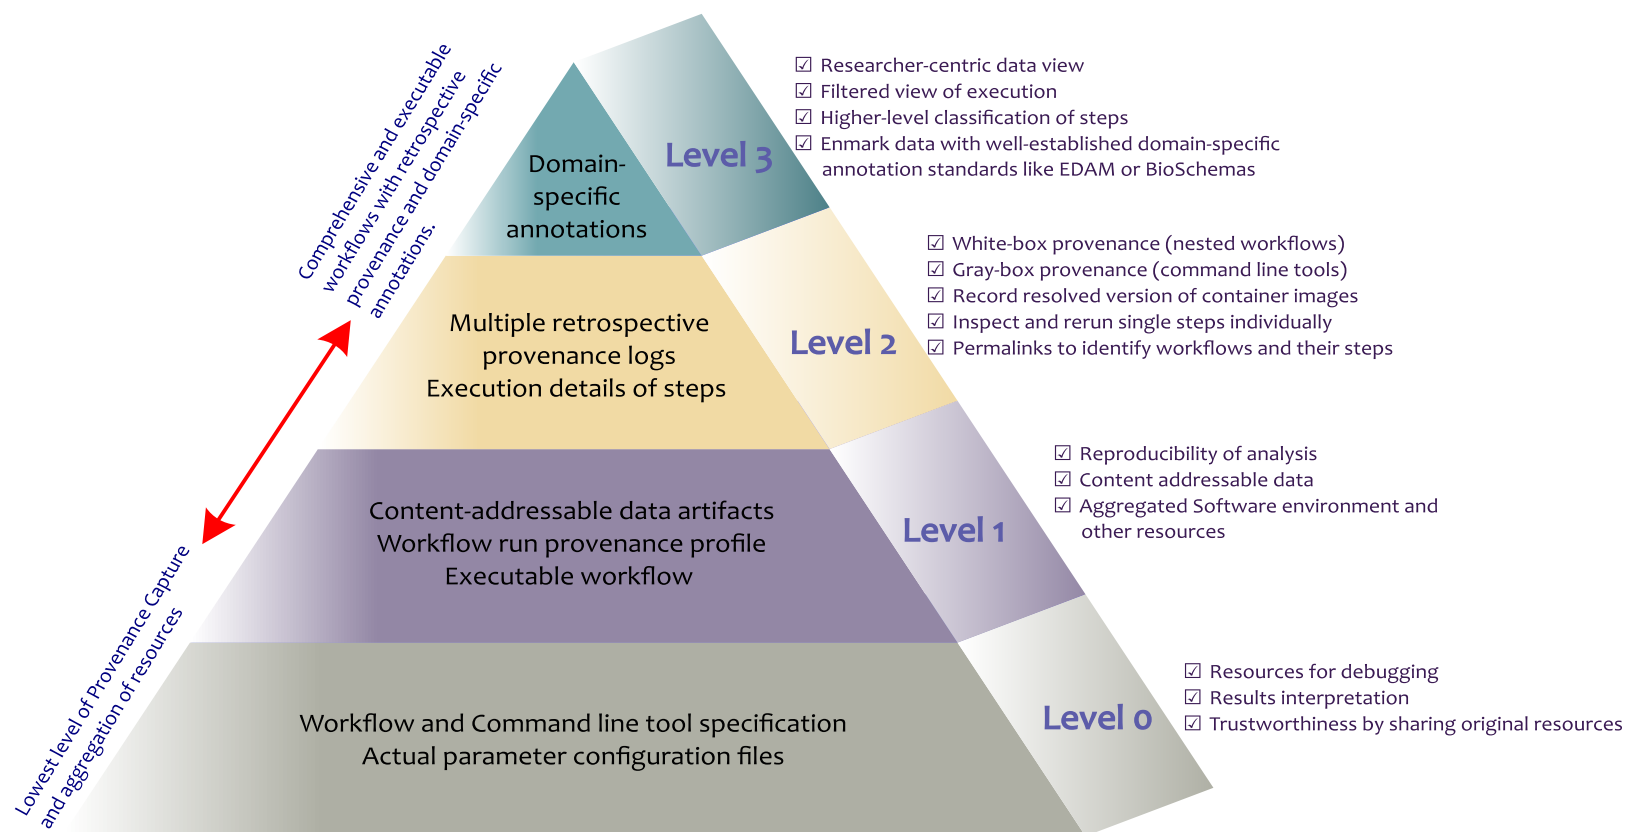 Comprehensive and executable
workflows with retrospective
provenance and domain-specific
annotations.
Lowest level of Provenance Capture
and aggregation of resources
Domain-
specific
annotations
Level 3
☑ Researcher-centric data view
☑ Filtered view of execution
☑ Higher-level classification of steps
☑ Enmark data with well-established domain-specific
annotation standards like EDAM or BioSchemas
Multiple retrospective
provenance logs
Execution details of steps
Level 2
☑ White-box provenance (nested workflows)
☑ Gray-box provenance (command line tools)
☑ Record resolved version of container images
☑ Inspect and rerun single steps individually
☑ Permalinks to identify workflows and their steps
Content-addressable data artifacts
Workflow run provenance profile
Executable workflow
Level 1
☑ Reproducibility of analysis
☑ Content addressable data
☑ Aggregated Software environment and
other resources
Workflow and Command line tool specification
Actual parameter configuration files
Level 0
☑ Resources for debugging
☑ Results interpretation
☑ Trustworthiness by sharing original resources